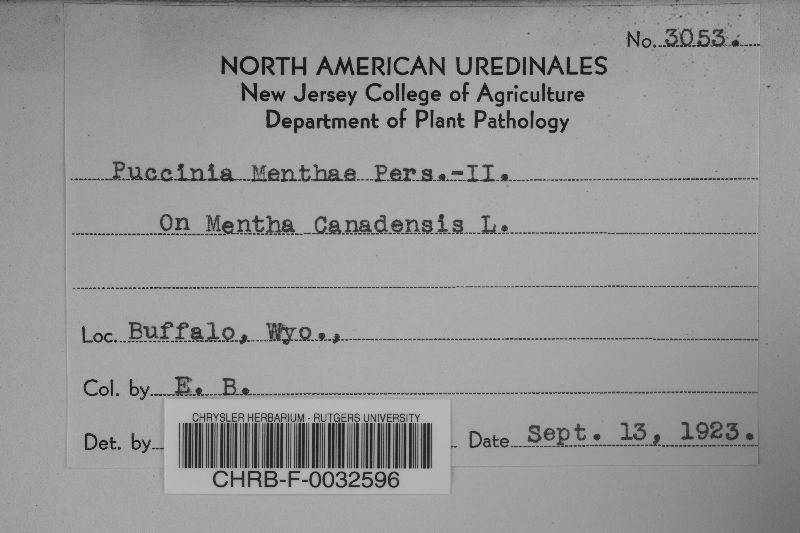 No. 3053.
NORTH AMERICAN UREDINALES
New Jersey College of Agriculture
Department of Plant Pathology
Puccinia Menthae Pers.-II.
On Mentha Canadensis L.
Loc. Buffalo, Wyo.,
Col. by E. B.
Det. by
Date Sept. 13, 1923.
CHRYSLER HERBARIUM - RUTGERS UNIVERSITY
CHRB-F-0032596